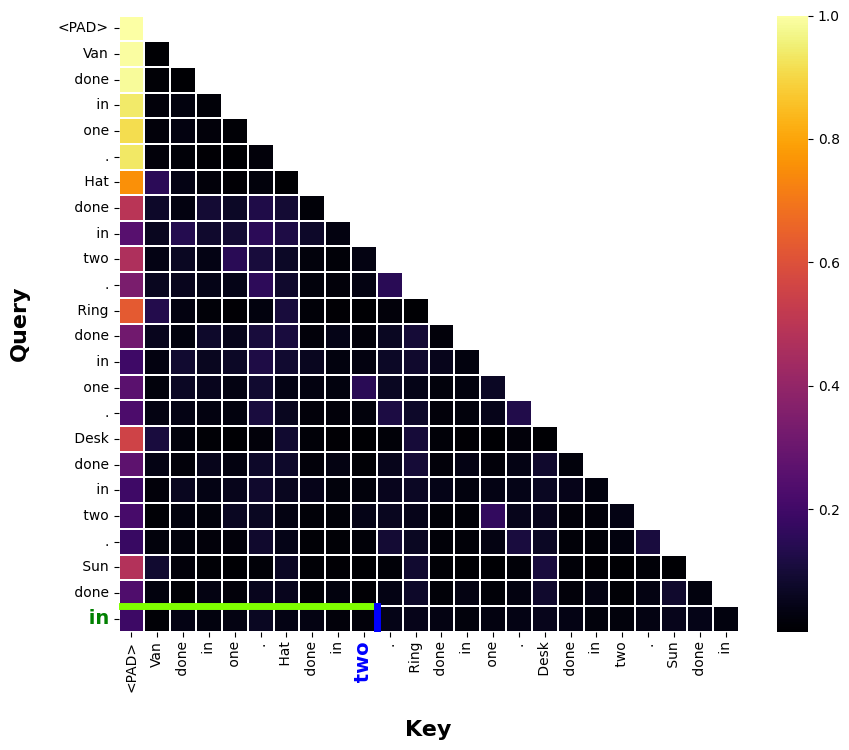 <PAD>
Van
done
in
one
.
Hat
done
in
two
.
Ring
done
in
one
.
Desk
done
in
two
.
Sun
done
in
Query
<PAD> Van done in one . Hat done in two . Ring done in one . Desk done in two . Sun done in
Key
1.0
0.8
0.6
0.4
0.2